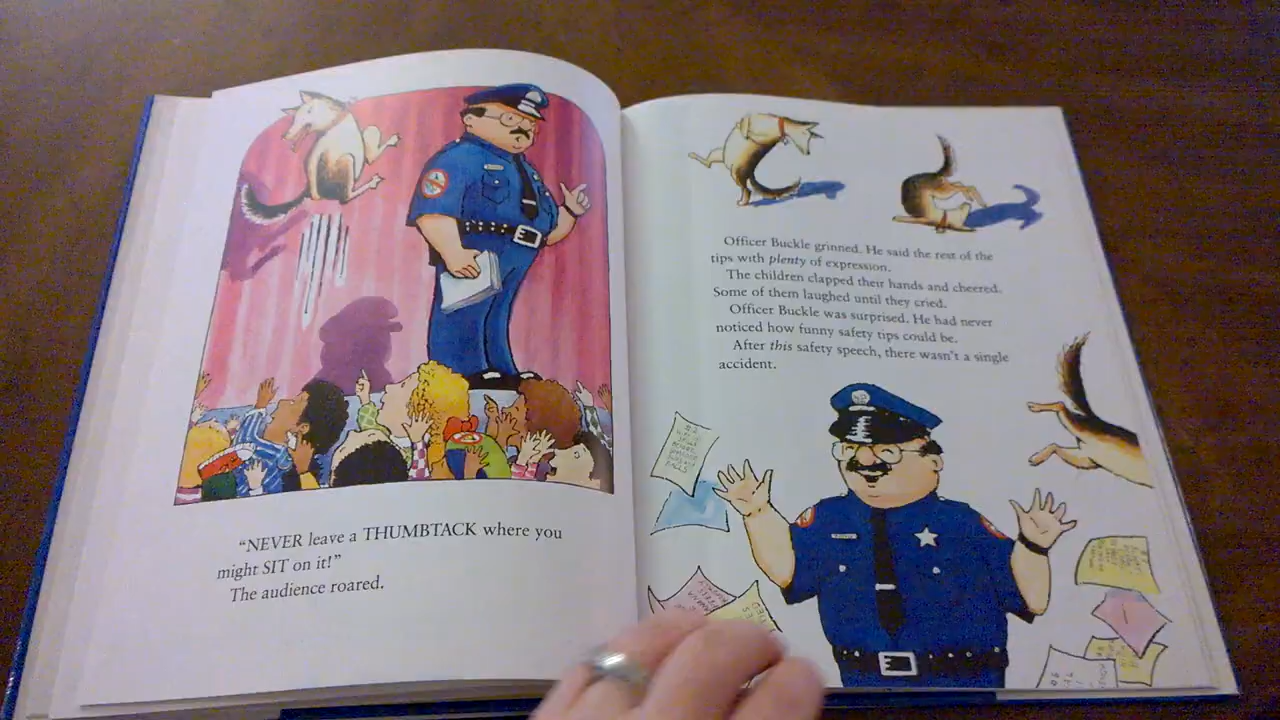 “NEVER leave a THUMBTACK where you
might SIT on it!”
The audience roared.
Officer Buckle grinned. He said the rest of the
tips with plenty of expression.
The children clapped their hands and cheered.
Some of them laughed until they cried.
Officer Buckle was surprised. He had never
noticed how funny safety tips could be.
After this safety speech, there wasn’t a single
accident.